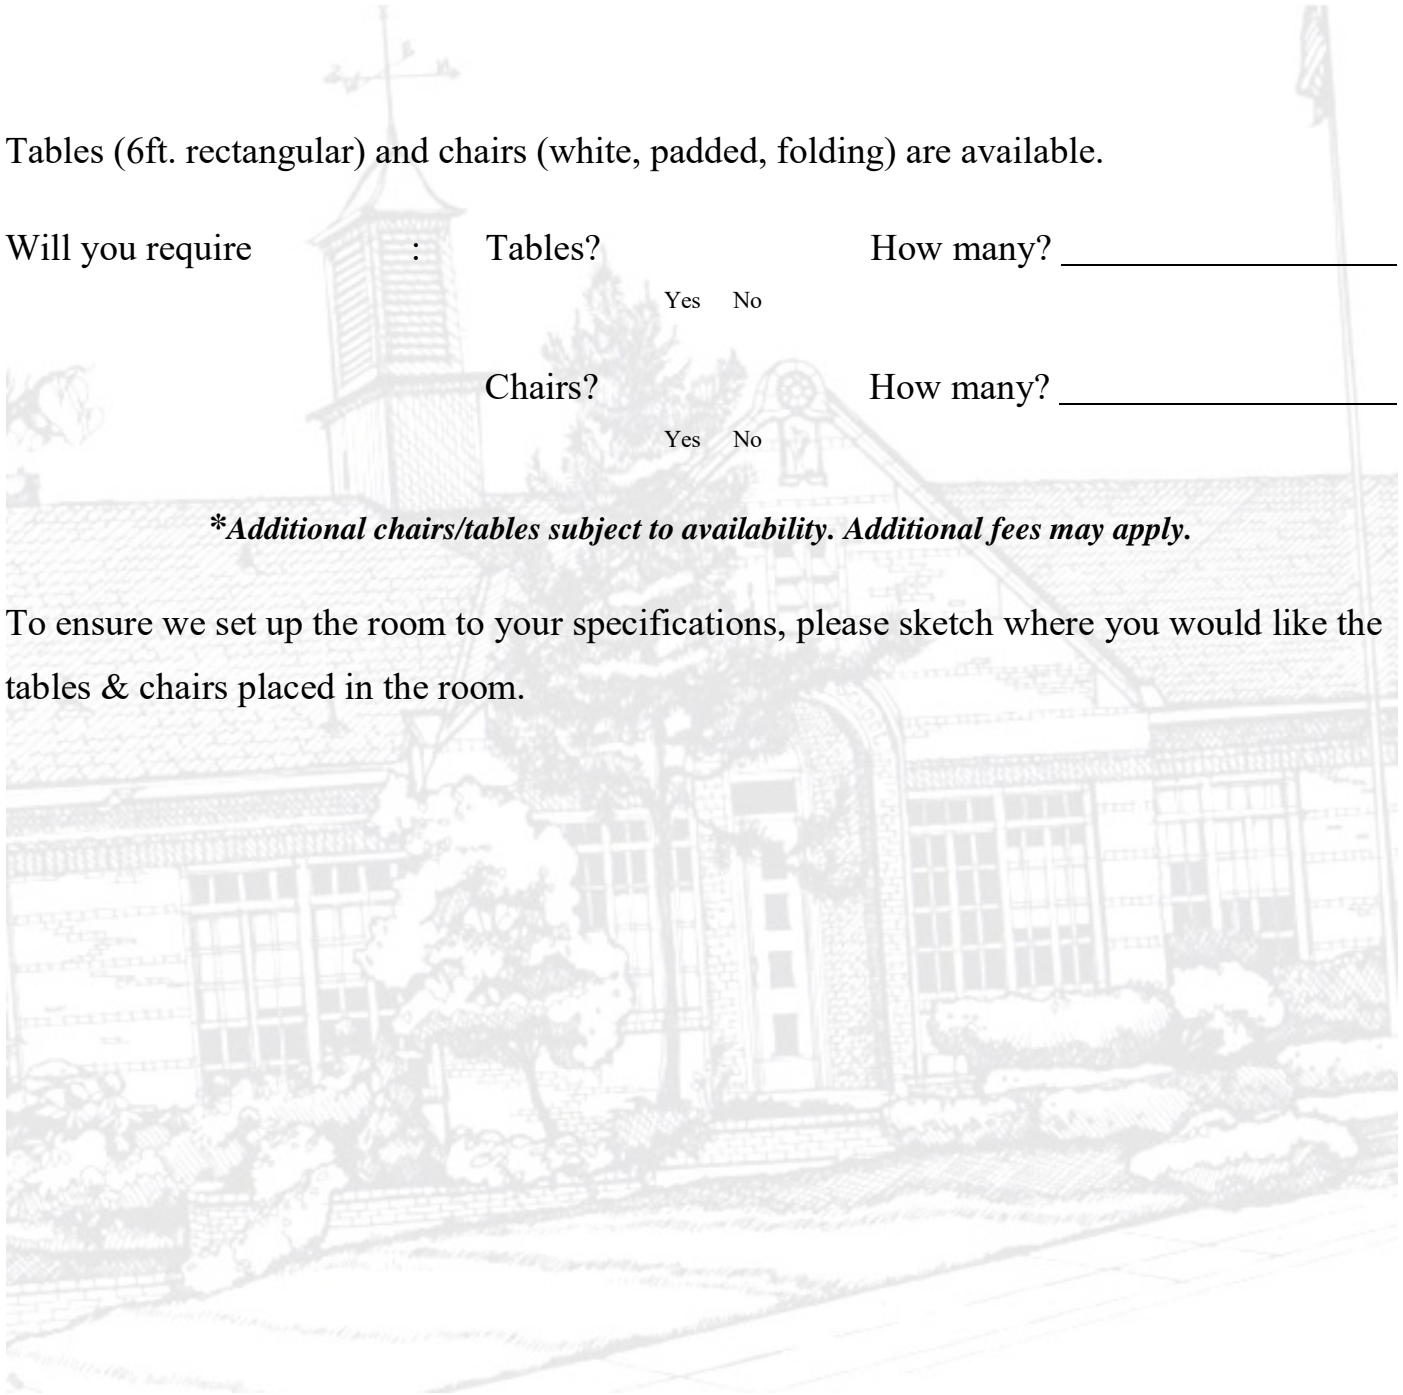 Tables (6ft. rectangular) and chairs (white, padded, folding) are available.
Will you require : Tables? How many? 
Yes No
Chairs? How many? 
Yes No
*Additional chairs/tables subject to availability. Additional fees may apply.
To ensure we set up the room to your specifications, please sketch where you would like the
tables & chairs placed in the room.